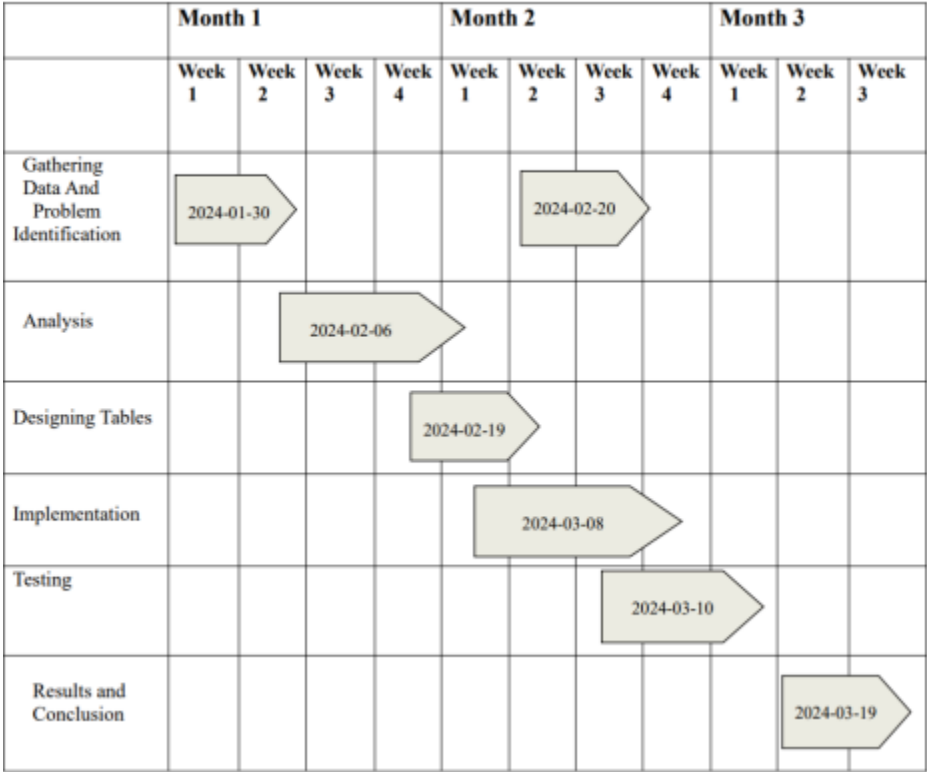 Month 1 Month 2 Month 3
Week Week Week Week Week Week Week Week Week Week Week
1 2 3 4 1 2 3 4 1 2 3
Gathering
Data And
Problem
Identification
2024-01-30 2024-02-20
Analysis
2024-02-06
Designing Tables
2024-02-19
Implementation
2024-03-08
Testing
2024-03-10
Results and
Conclusion
2024-03-19